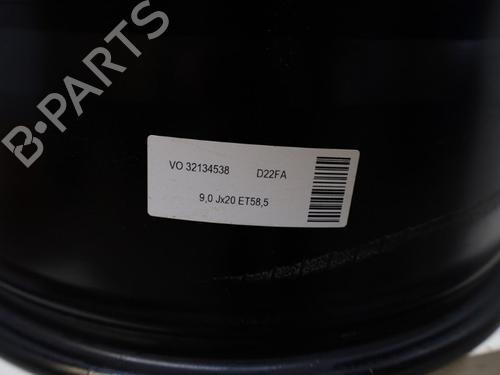 B-PARTS
VO 32134538 D22FA
9,0 Jx20 ET58,5